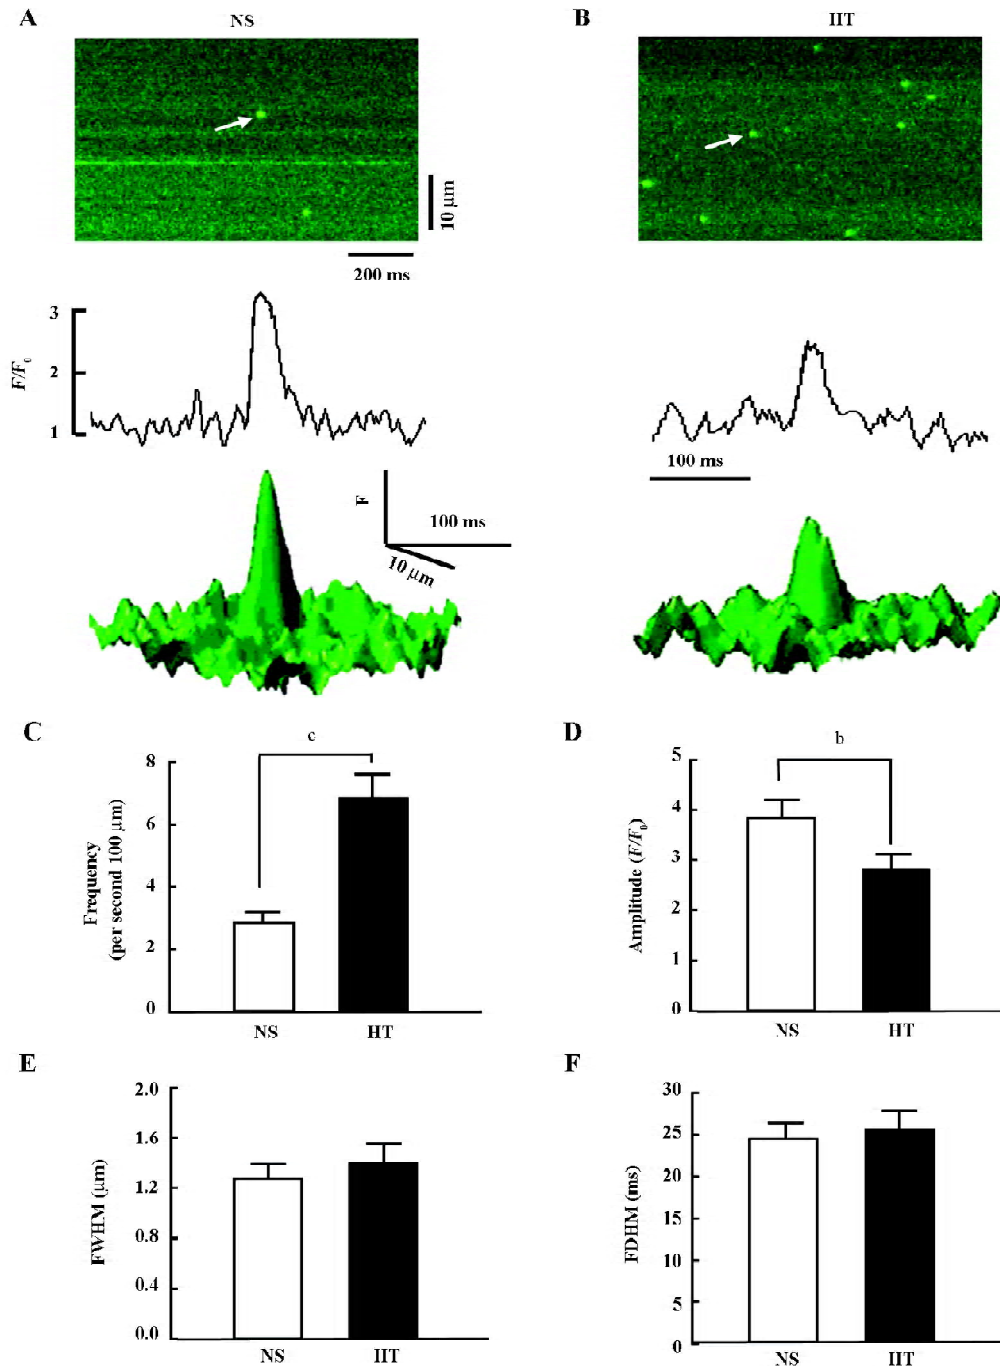 A
NS
B
HT
10 µm
200 ms
3
2
1
F/F0
100 ms
F
100 ms
10 µm
C
c
8
6
4
2
0
Frequency
(per second 100 µm)
NS
HT
D
b
5
4
3
2
1
0
Amplitude (F/F0)
NS
HT
E
2.0
1.6
1.2
0.8
0.4
0.0
FWHM (µm)
NS
HT
F
30
25
20
15
10
5
0
FDHM (ms)
NS
HT